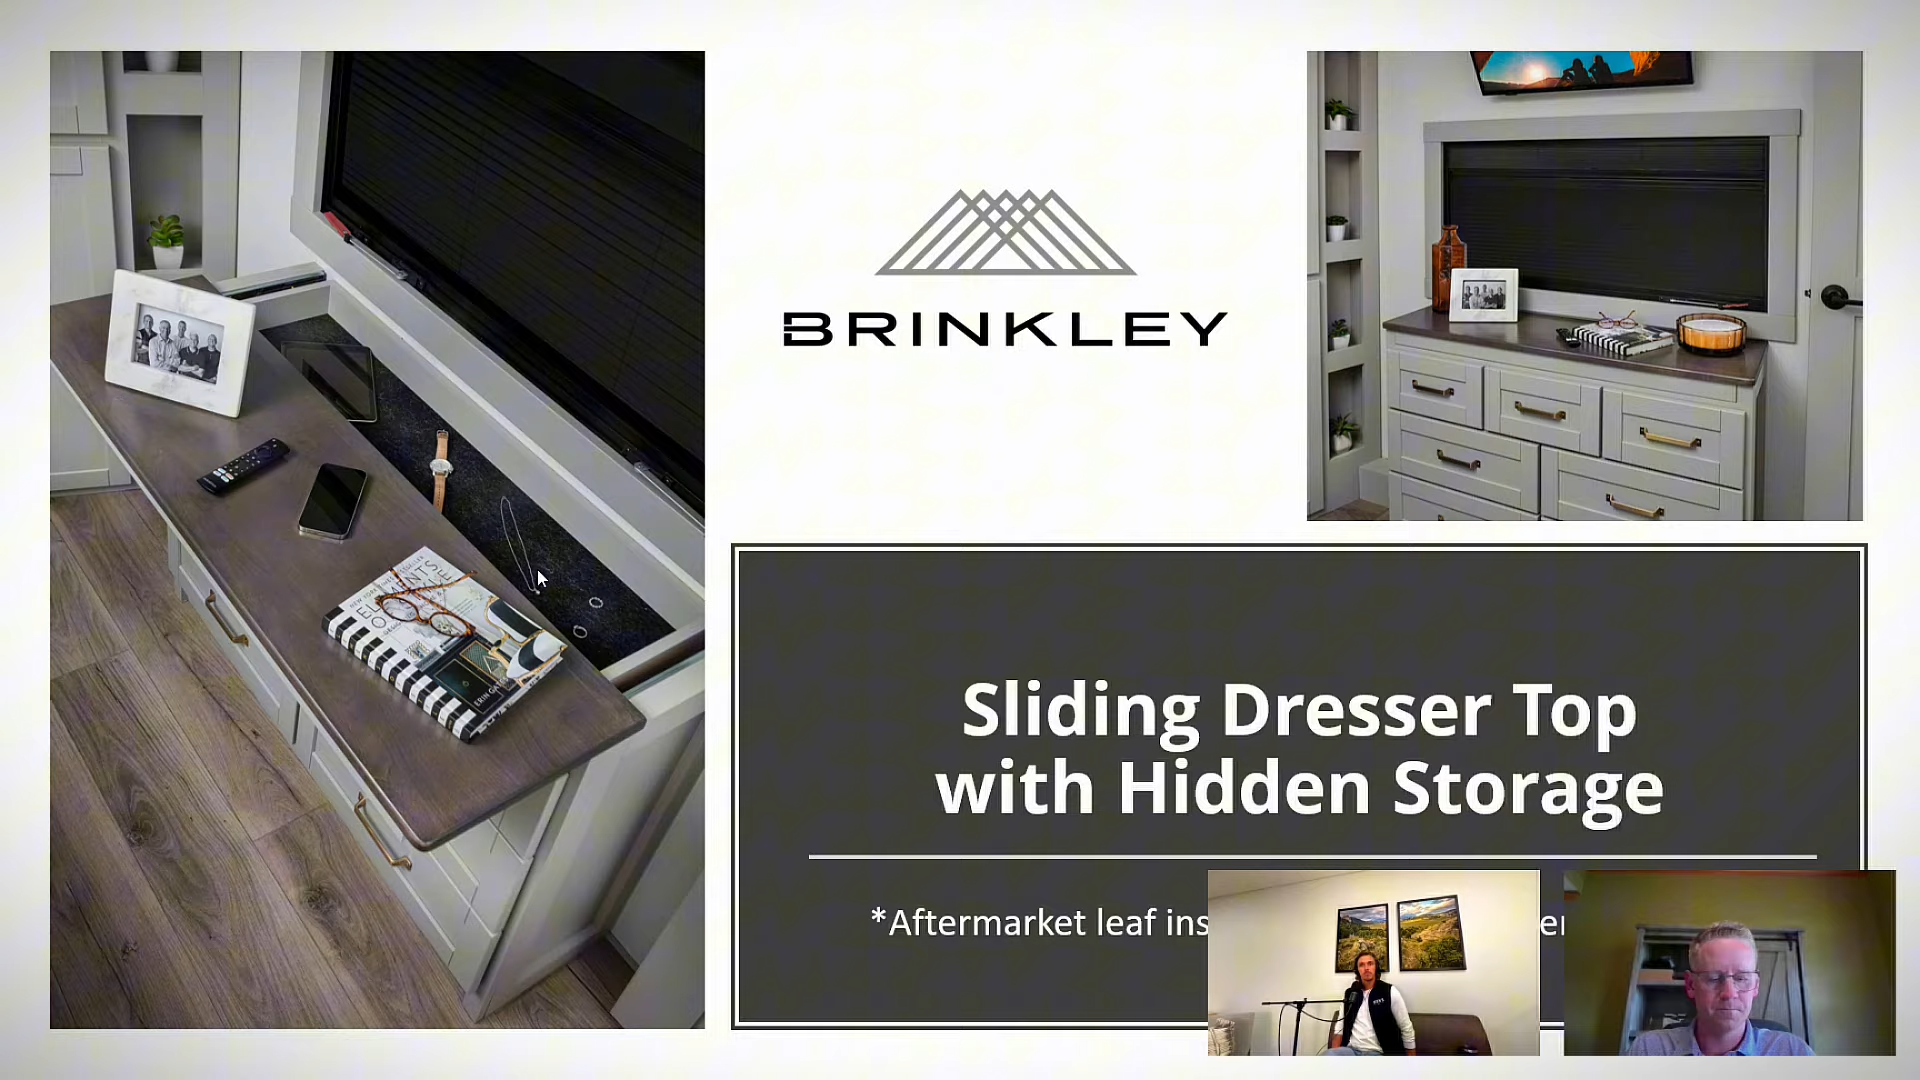 BRINKLEY
Sliding Dresser Top
with Hidden Storage
*Aftermarket leaf ins